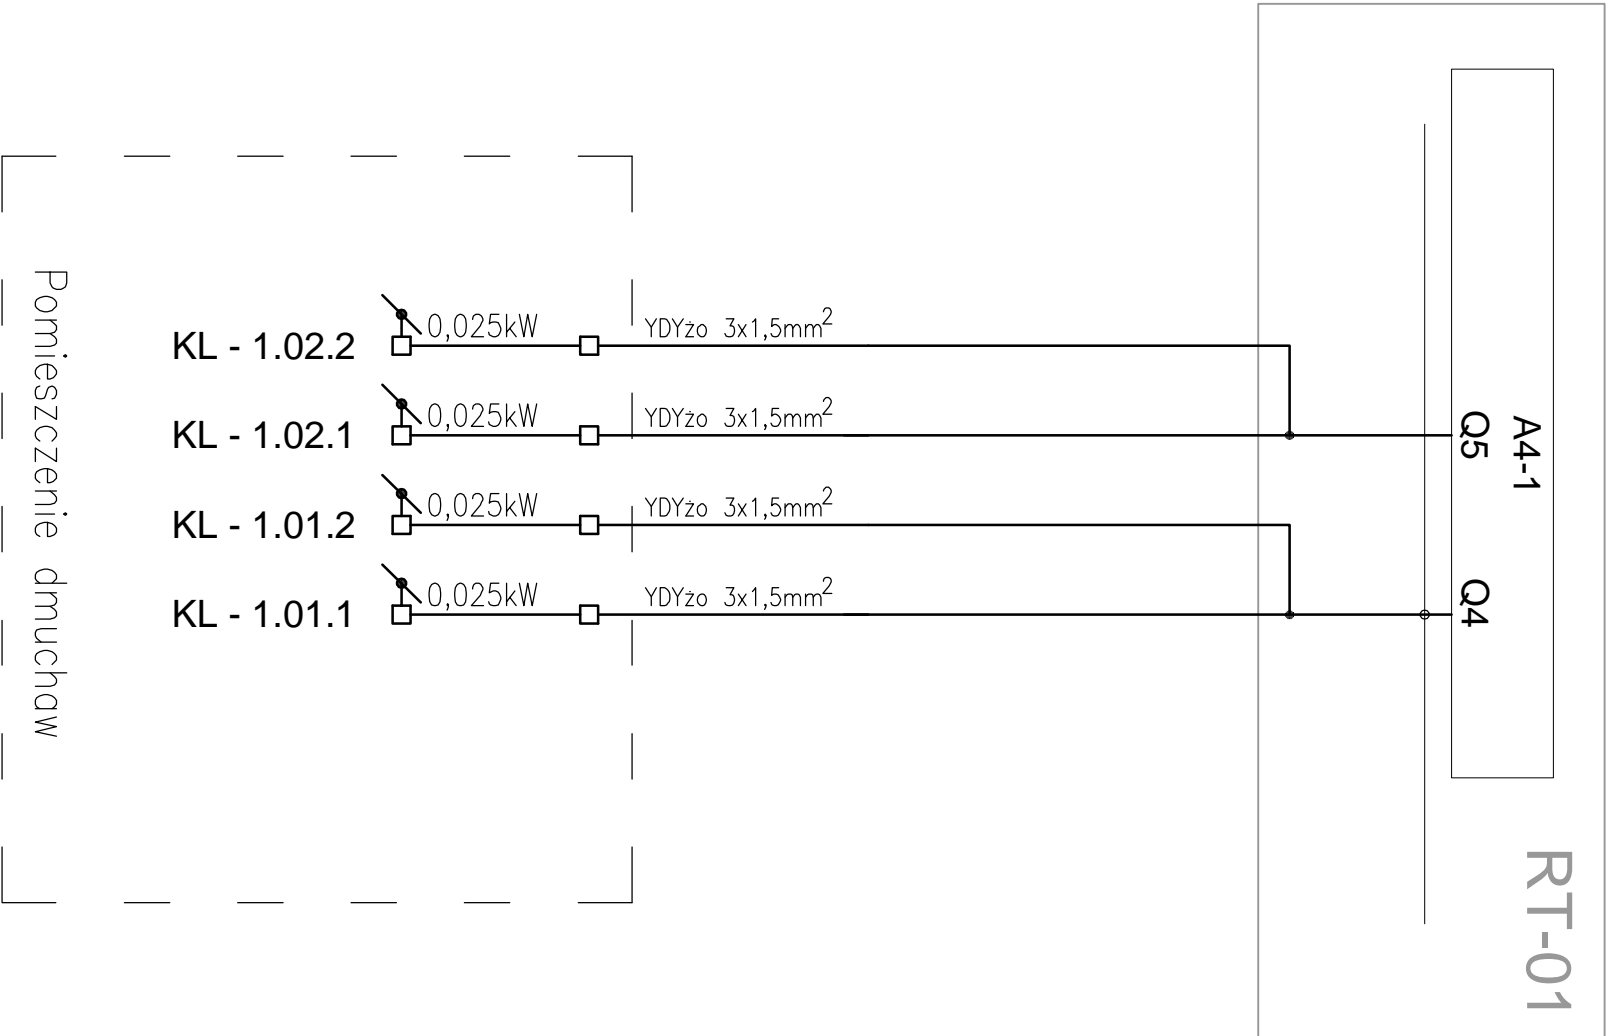 Pomieszczenie dmuchaw
KL - 1.02.2 0,025kW YDYżo 3x1,5mm²
KL - 1.02.1 0,025kW YDYżo 3x1,5mm²
KL - 1.01.2 0,025kW YDYżo 3x1,5mm²
KL - 1.01.1 0,025kW YDYżo 3x1,5mm²
Q5
Q4
A4-1
RT-01